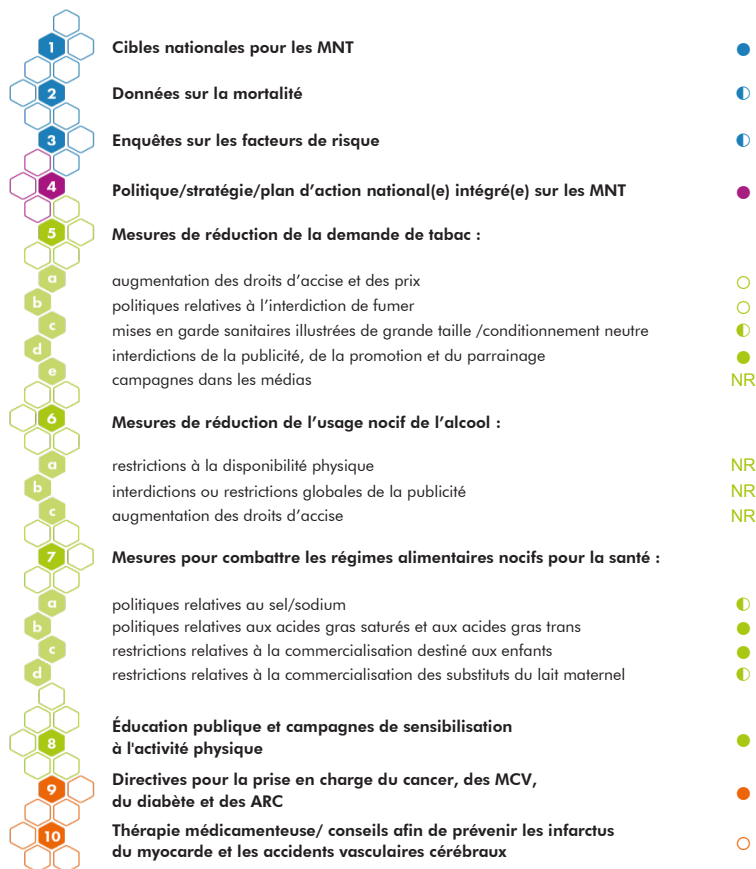 1 Cibles nationales pour les MNT ●
2 Données sur la mortalité ◐
3 Enquêtes sur les facteurs de risque ◐
4 Politique/stratégie/plan d’action national(e) intégré(e) sur les MNT ●
5 Mesures de réduction de la demande de tabac :
a augmentation des droits d’accise et des prix ○
b politiques relatives à l’interdiction de fumer ○
c mises en garde sanitaires illustrées de grande taille /conditionnement neutre ◐
d interdictions de la publicité, de la promotion et du parrainage ●
e campagnes dans les médias NR
6 Mesures de réduction de l’usage nocif de l’alcool :
a restrictions à la disponibilité physique NR
b interdictions ou restrictions globales de la publicité NR
c augmentation des droits d’accise NR
7 Mesures pour combattre les régimes alimentaires nocifs pour la santé :
a politiques relatives au sel/sodium ◐
b politiques relatives aux acides gras saturés et aux acides gras trans ●
c restrictions relatives à la commercialisation destiné aux enfants ●
d restrictions relatives à la commercialisation des substituts du lait maternel ◐
8 Éducation publique et campagnes de sensibilisation
à l'activité physique ●
9 Directives pour la prise en charge du cancer, des MCV,
du diabète et des ARC ●
10 Thérapie médicamenteuse/ conseils afin de prévenir les infarctus
du myocarde et les accidents vasculaires cérébraux ○